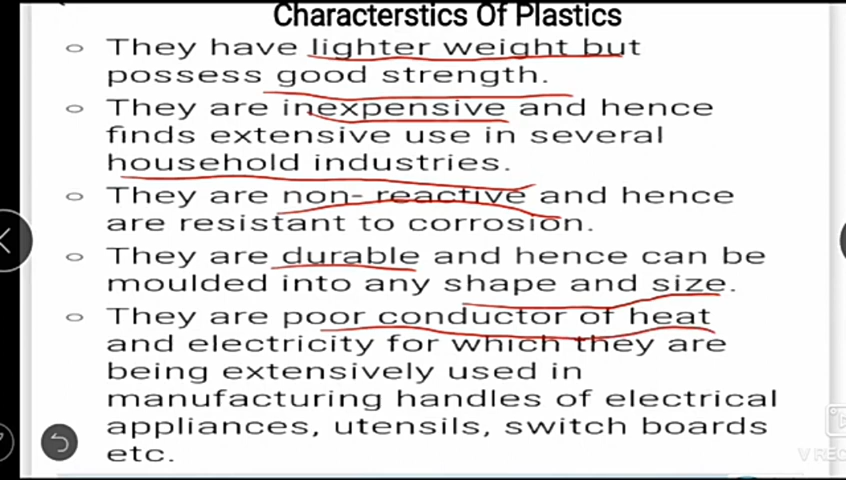 Characterstics Of Plastics
○ They have lighter weight but
possess good strength.
○ They are inexpensive and hence
finds extensive use in several
household industries.
○ They are non- reactive and hence
are resistant to corrosion.
○ They are durable and hence can be
moulded into any shape and size.
○ They are poor conductor of heat
and electricity for which they are
being extensively used in
manufacturing handles of electrical
appliances, utensils, switch boards
etc.